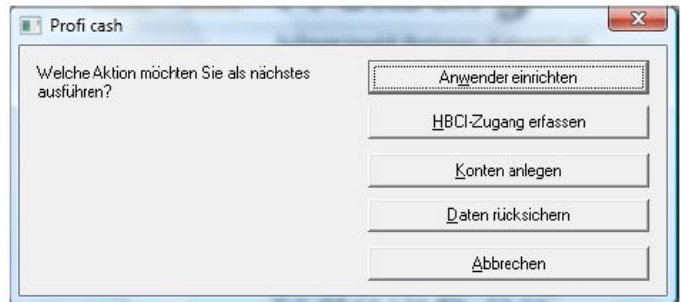 Profi cash
Welche Aktion möchten Sie als nächstes
ausführen?
Anwender einrichten
HBCI-Zugang erfassen
Konten anlegen
Daten rücksichern
Abbrechen